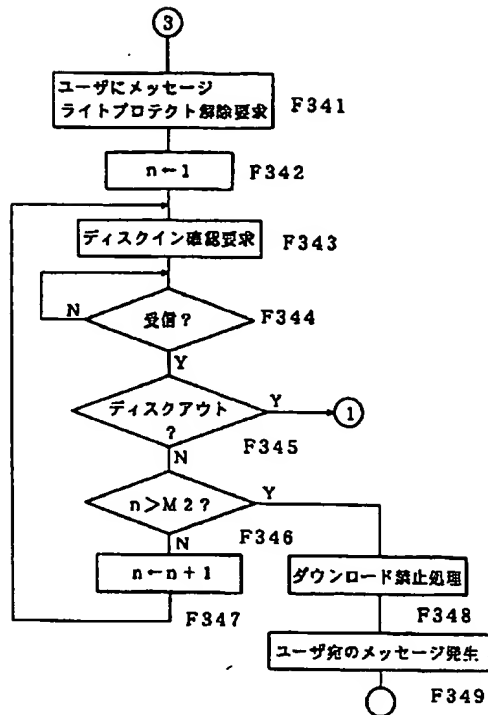 3
ユーザにメッセージ
ライトプロテクト解除要求
F341
n←1
F342
ディスクイン確認要求
F343
N
受信?
F344
Y
ディスクアウト
?
Y
1
F345
N
n>M2?
Y
F346
N
n←n+1
F347
ダウンロード禁止処理
F348
ユーザ宛のメッセージ発生
F349